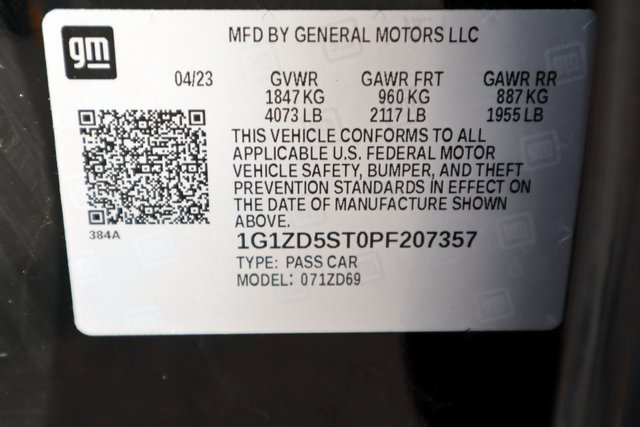 gm
MFD BY GENERAL MOTORS LLC
04/23 GVWR GAWR FRT GAWR RR
1847 KG 960 KG 887 KG
4073 LB 2117 LB 1955 LB
THIS VEHICLE CONFORMS TO ALL
APPLICABLE U.S. FEDERAL MOTOR
VEHICLE SAFETY, BUMPER, AND THEFT
PREVENTION STANDARDS IN EFFECT ON
THE DATE OF MANUFACTURE SHOWN
ABOVE.
384A
1G1ZD5ST0PF207357
TYPE: PASS CAR
MODEL: 071ZD69